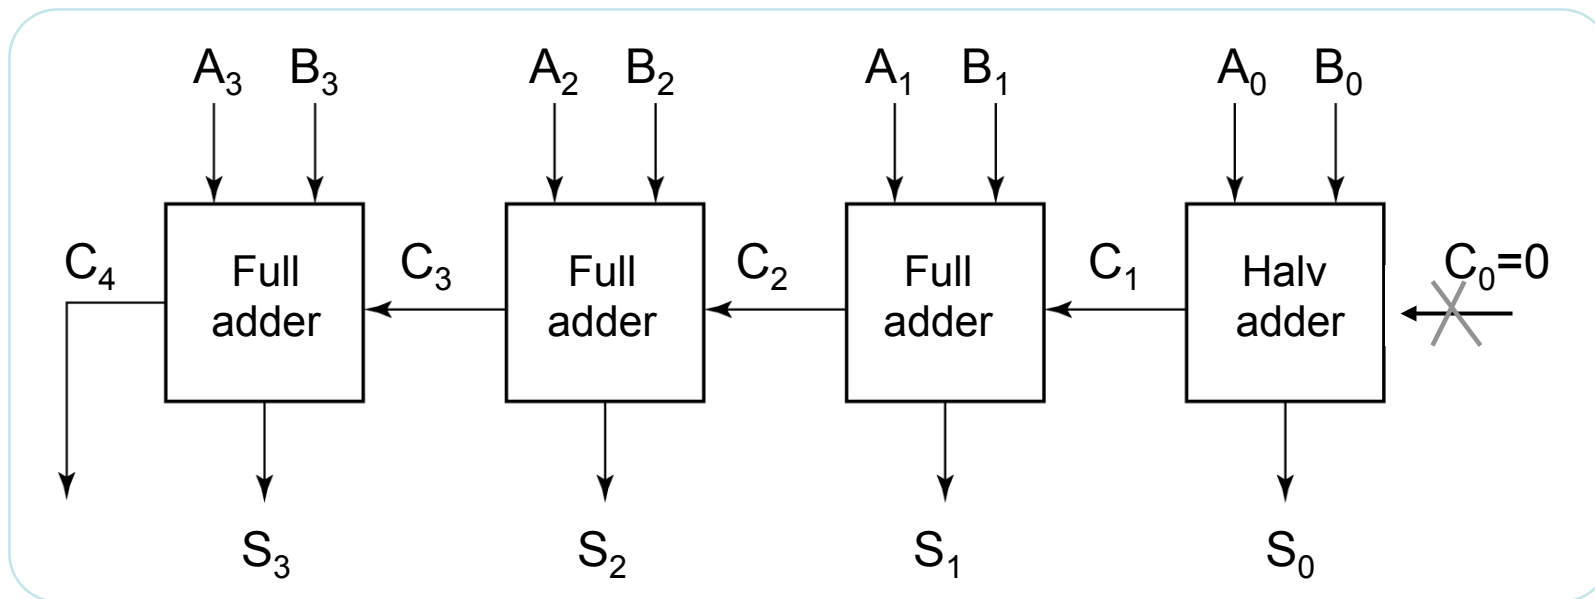 A₃ B₃ A₂ B₂ A₁ B₁ A₀ B₀
C₄ Full adder C₃ Full adder C₂ Full adder C₁ Halv adder C₀=0
S₃ S₂ S₁ S₀